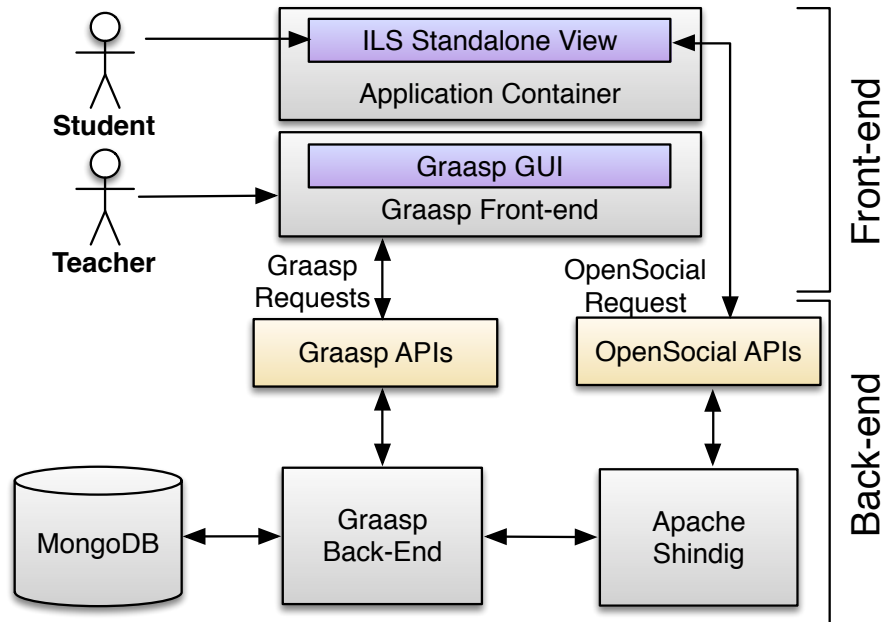 ILS Standalone View
Application Container
Student
Graasp GUI
Graasp Front-end
Teacher
Front-end
Graasp
Requests
OpenSocial
Request
Graasp APIs
OpenSocial APIs
Back-end
MongoDB
Graasp
Back-End
Apache
Shindig